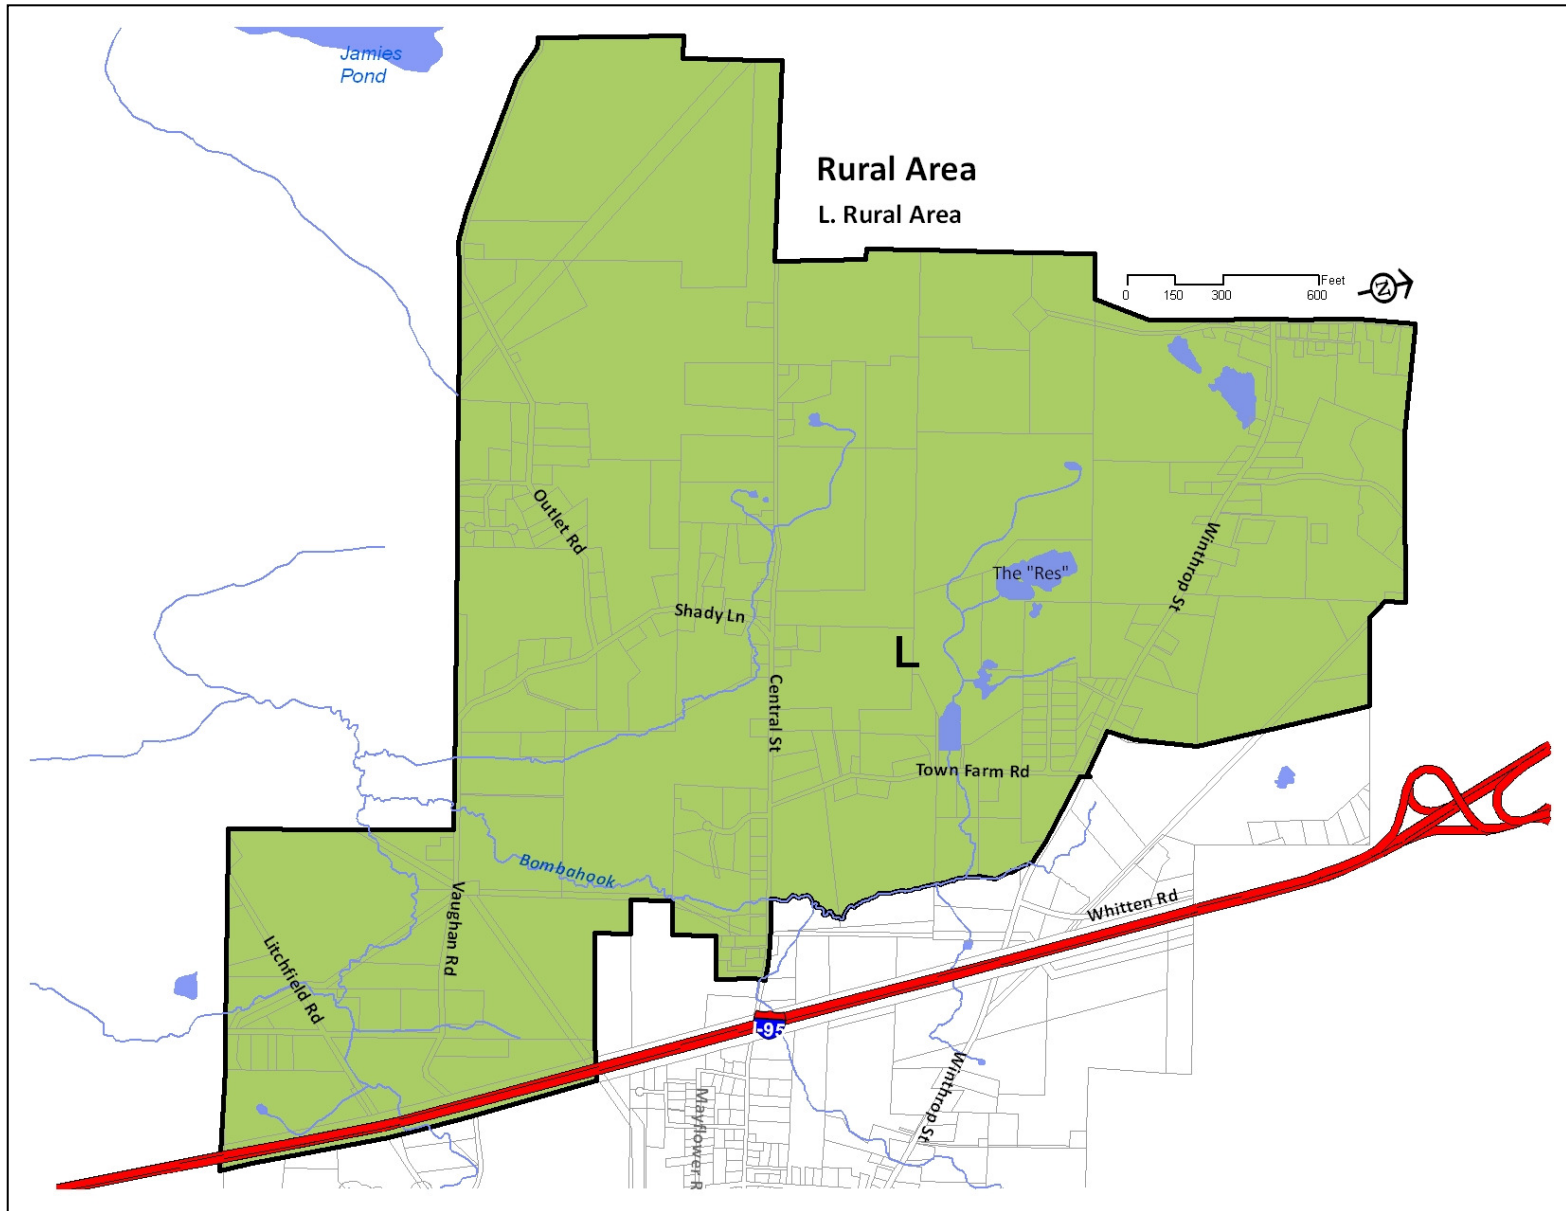 Jamies
Pond
Rural Area
L. Rural Area
Feet
0 150 300 600
N
Outlet Rd
Winthrop St
The "Res"
Shady Ln
L
Central St
Town Farm Rd
Bombahook
Vaughan Rd
Whitten Rd
Litchfield Rd
I-95
Winthrop St
Mayflower R